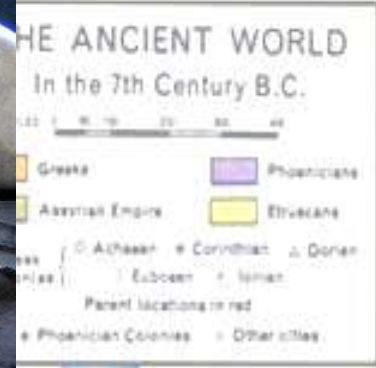 HE ANCIENT WORLD
In the 7th Century B.C.
Greeks Phoenicians
Assyrian Empire Etruscans
Achaean Corinthian Dorian
Euboean Ionian
Parent locations in red
Phoenician Colonies Other cities